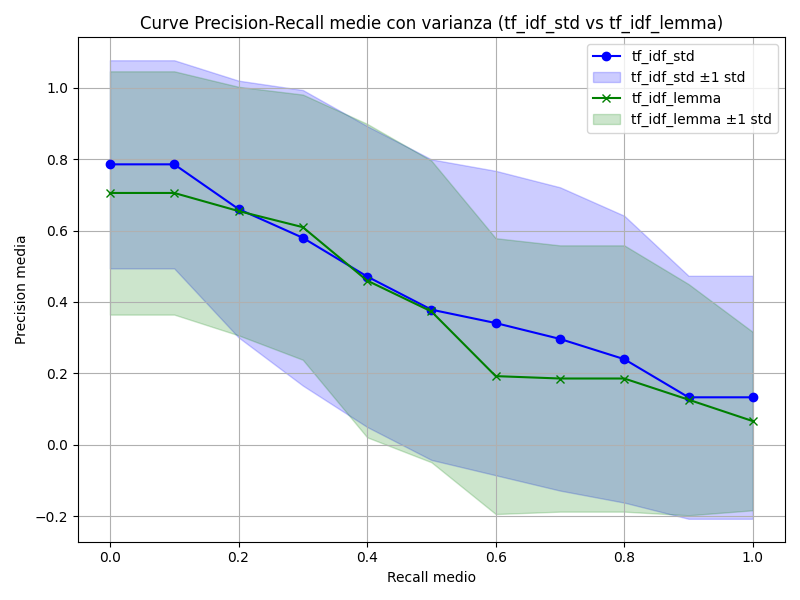 Curve Precision-Recall medie con varianza (tf_idf_std vs tf_idf_lemma)
tf_idf_std
tf_idf_std ±1 std
tf_idf_lemma
tf_idf_lemma ±1 std
Precision media
1.0
0.8
0.6
0.4
0.2
0.0
−0.2
0.0 0.2 0.4 0.6 0.8 1.0
Recall medio